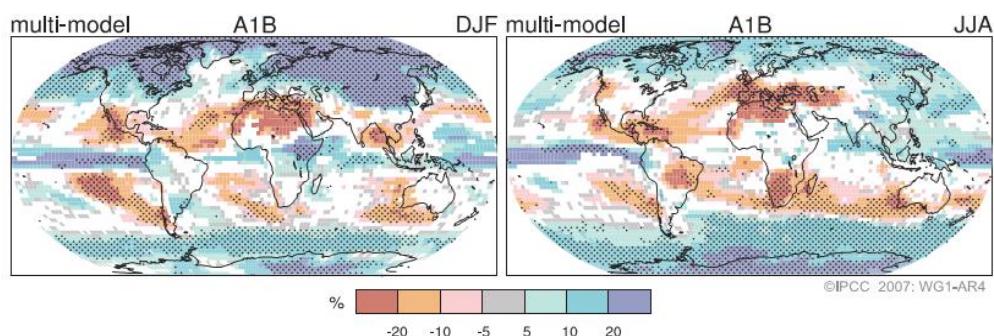 multi-model A1B DJF
multi-model A1B JJA
©IPCC 2007: WG1-AR4
%
-20 -10 -5 5 10 20